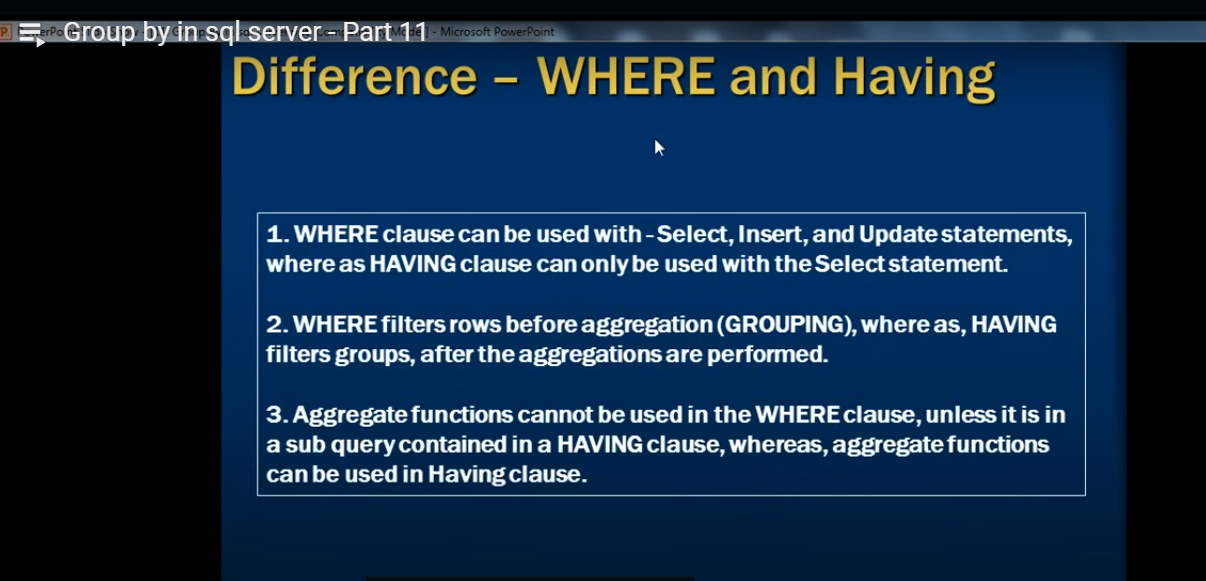 Group by in sql server - Part 11
- Microsoft PowerPoint
Difference – WHERE and Having
1. WHERE clause can be used with - Select, Insert, and Update statements,
where as HAVING clause can only be used with the Select statement.
2. WHERE filters rows before aggregation (GROUPING), where as, HAVING
filters groups, after the aggregations are performed.
3. Aggregate functions cannot be used in the WHERE clause, unless it is in
a sub query contained in a HAVING clause, whereas, aggregate functions
can be used in Having clause.